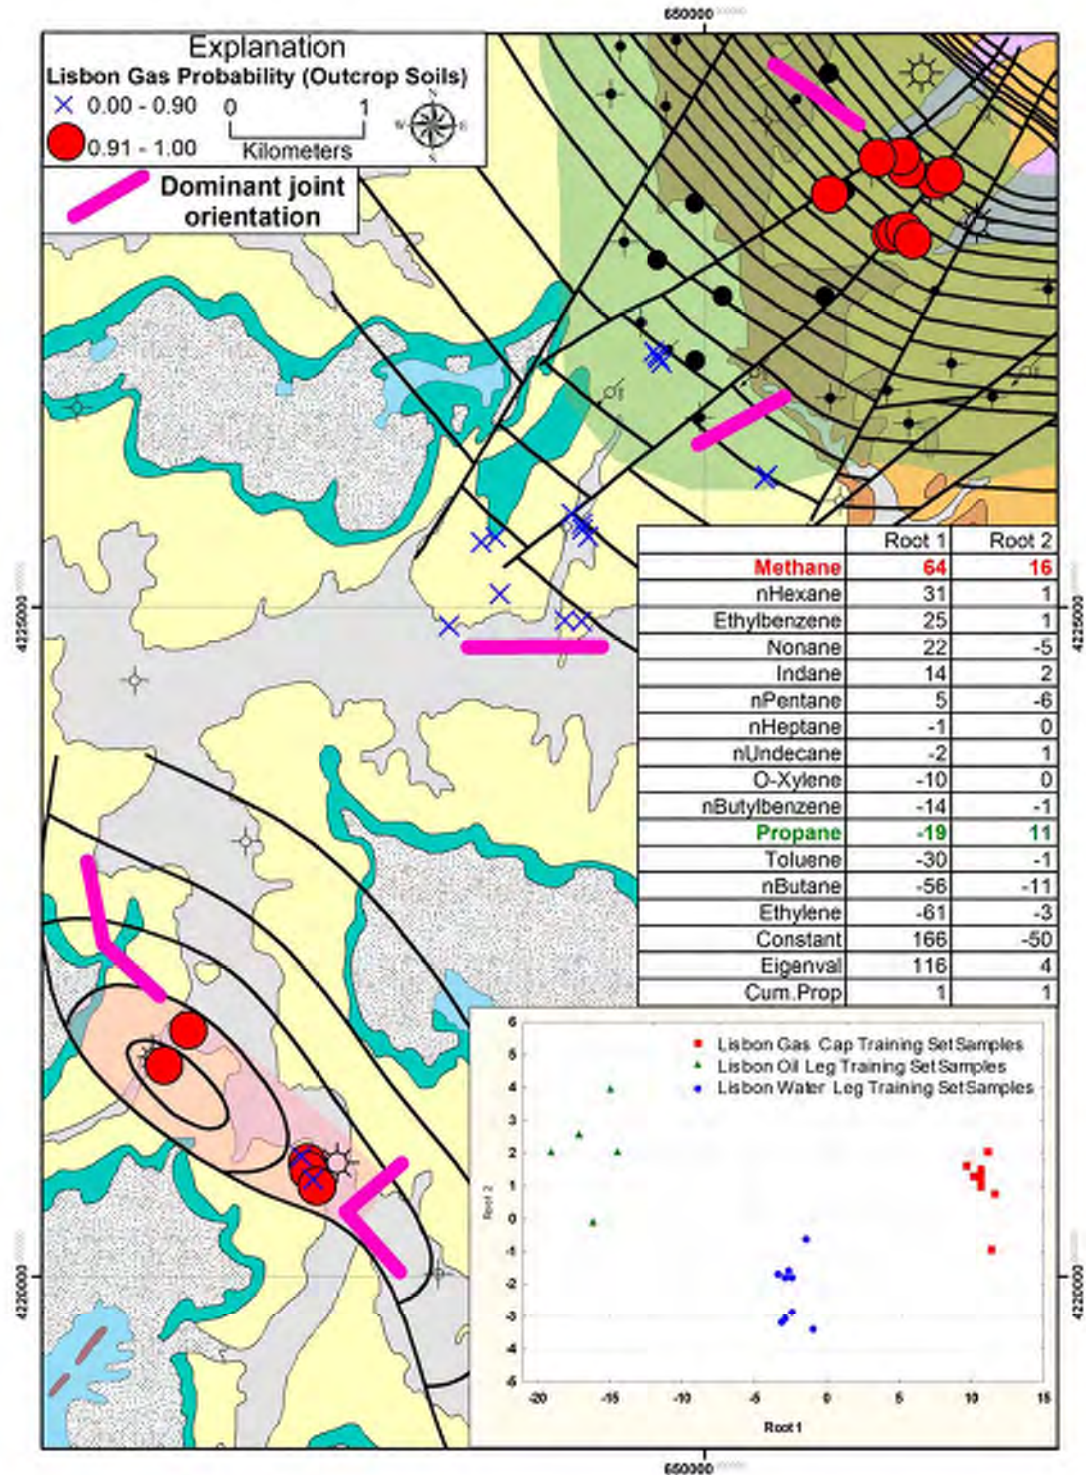 650000
Explanation
Lisbon Gas Probability (Outcrop Soils)
0.00 - 0.90
0 1
Kilometers
N
W E
S
0.91 - 1.00
Dominant joint
orientation
4225000
4225000
Root 1 Root 2
Methane 64 16
nHexane 31 1
Ethylbenzene 25 1
Nonane 22 -5
Indane 14 2
nPentane 5 -6
nHeptane -1 0
nUndecane -2 1
O-Xylene -10 0
nButylbenzene -14 -1
Propane -19 11
Toluene -30 -1
nButane -56 -11
Ethylene -61 -3
Constant 166 -50
Eigenval 116 4
Cum.Prop 1 1
Lisbon Gas Cap Training SetSamples
Lisbon Oil Leg Training SetSamples
Lisbon Water Leg Training SetSamples
6
5
4
3
2
1
0
-1
-2
-3
-4
-5
Root 2
-20 -15 -10 -5 0 5 10 15
Root 1
4220000
4220000
650000